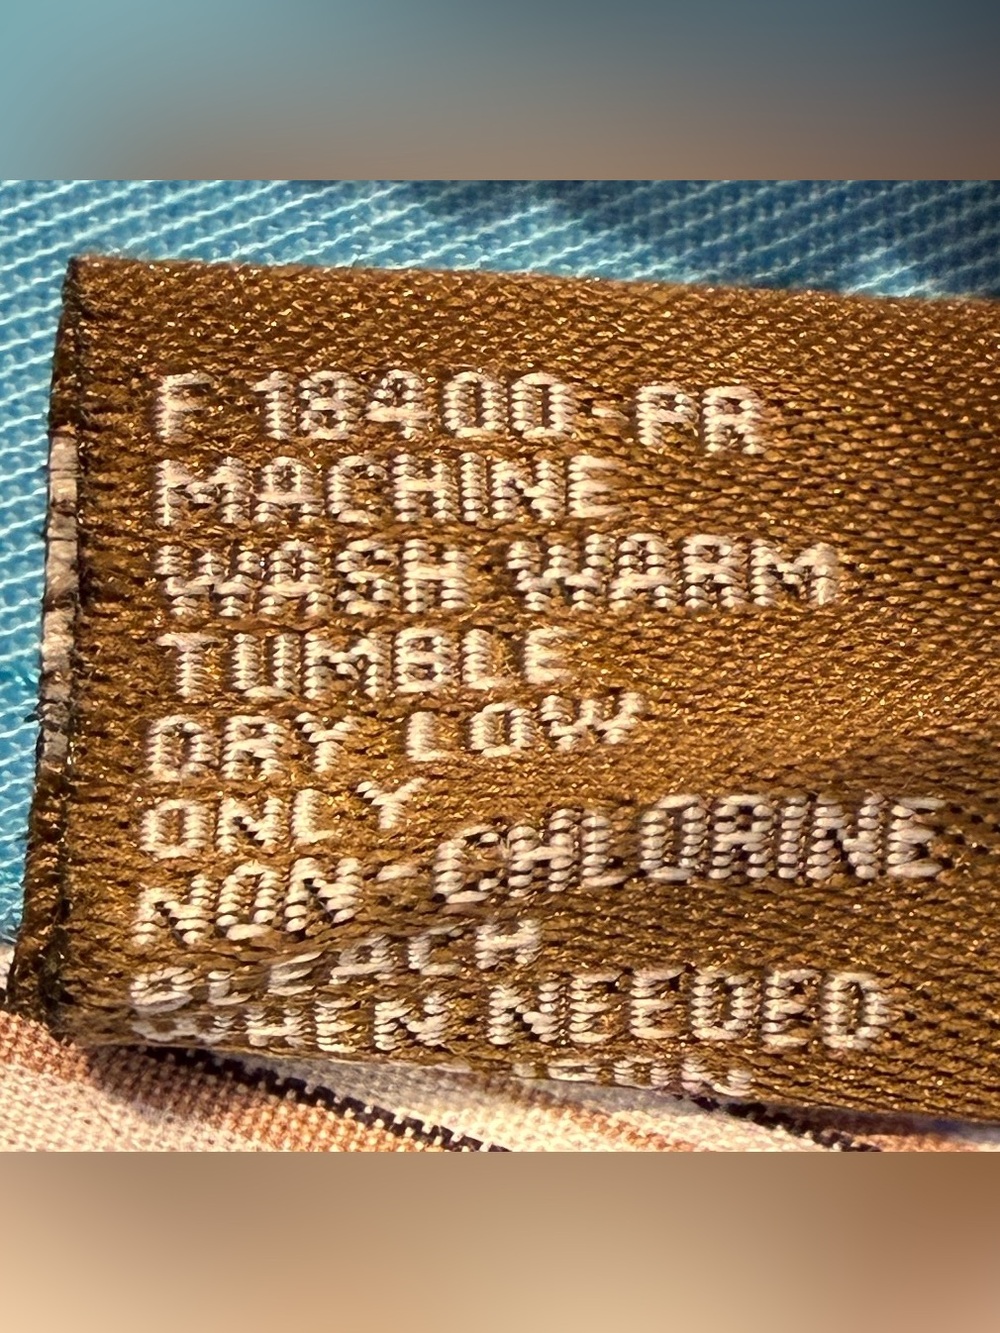 F 18400-PA
MACHINE
WASH WARM
TUMBLE
DRY LOW
ONLY
NON-CHLORINE
BLEACH
WHEN NEEDED